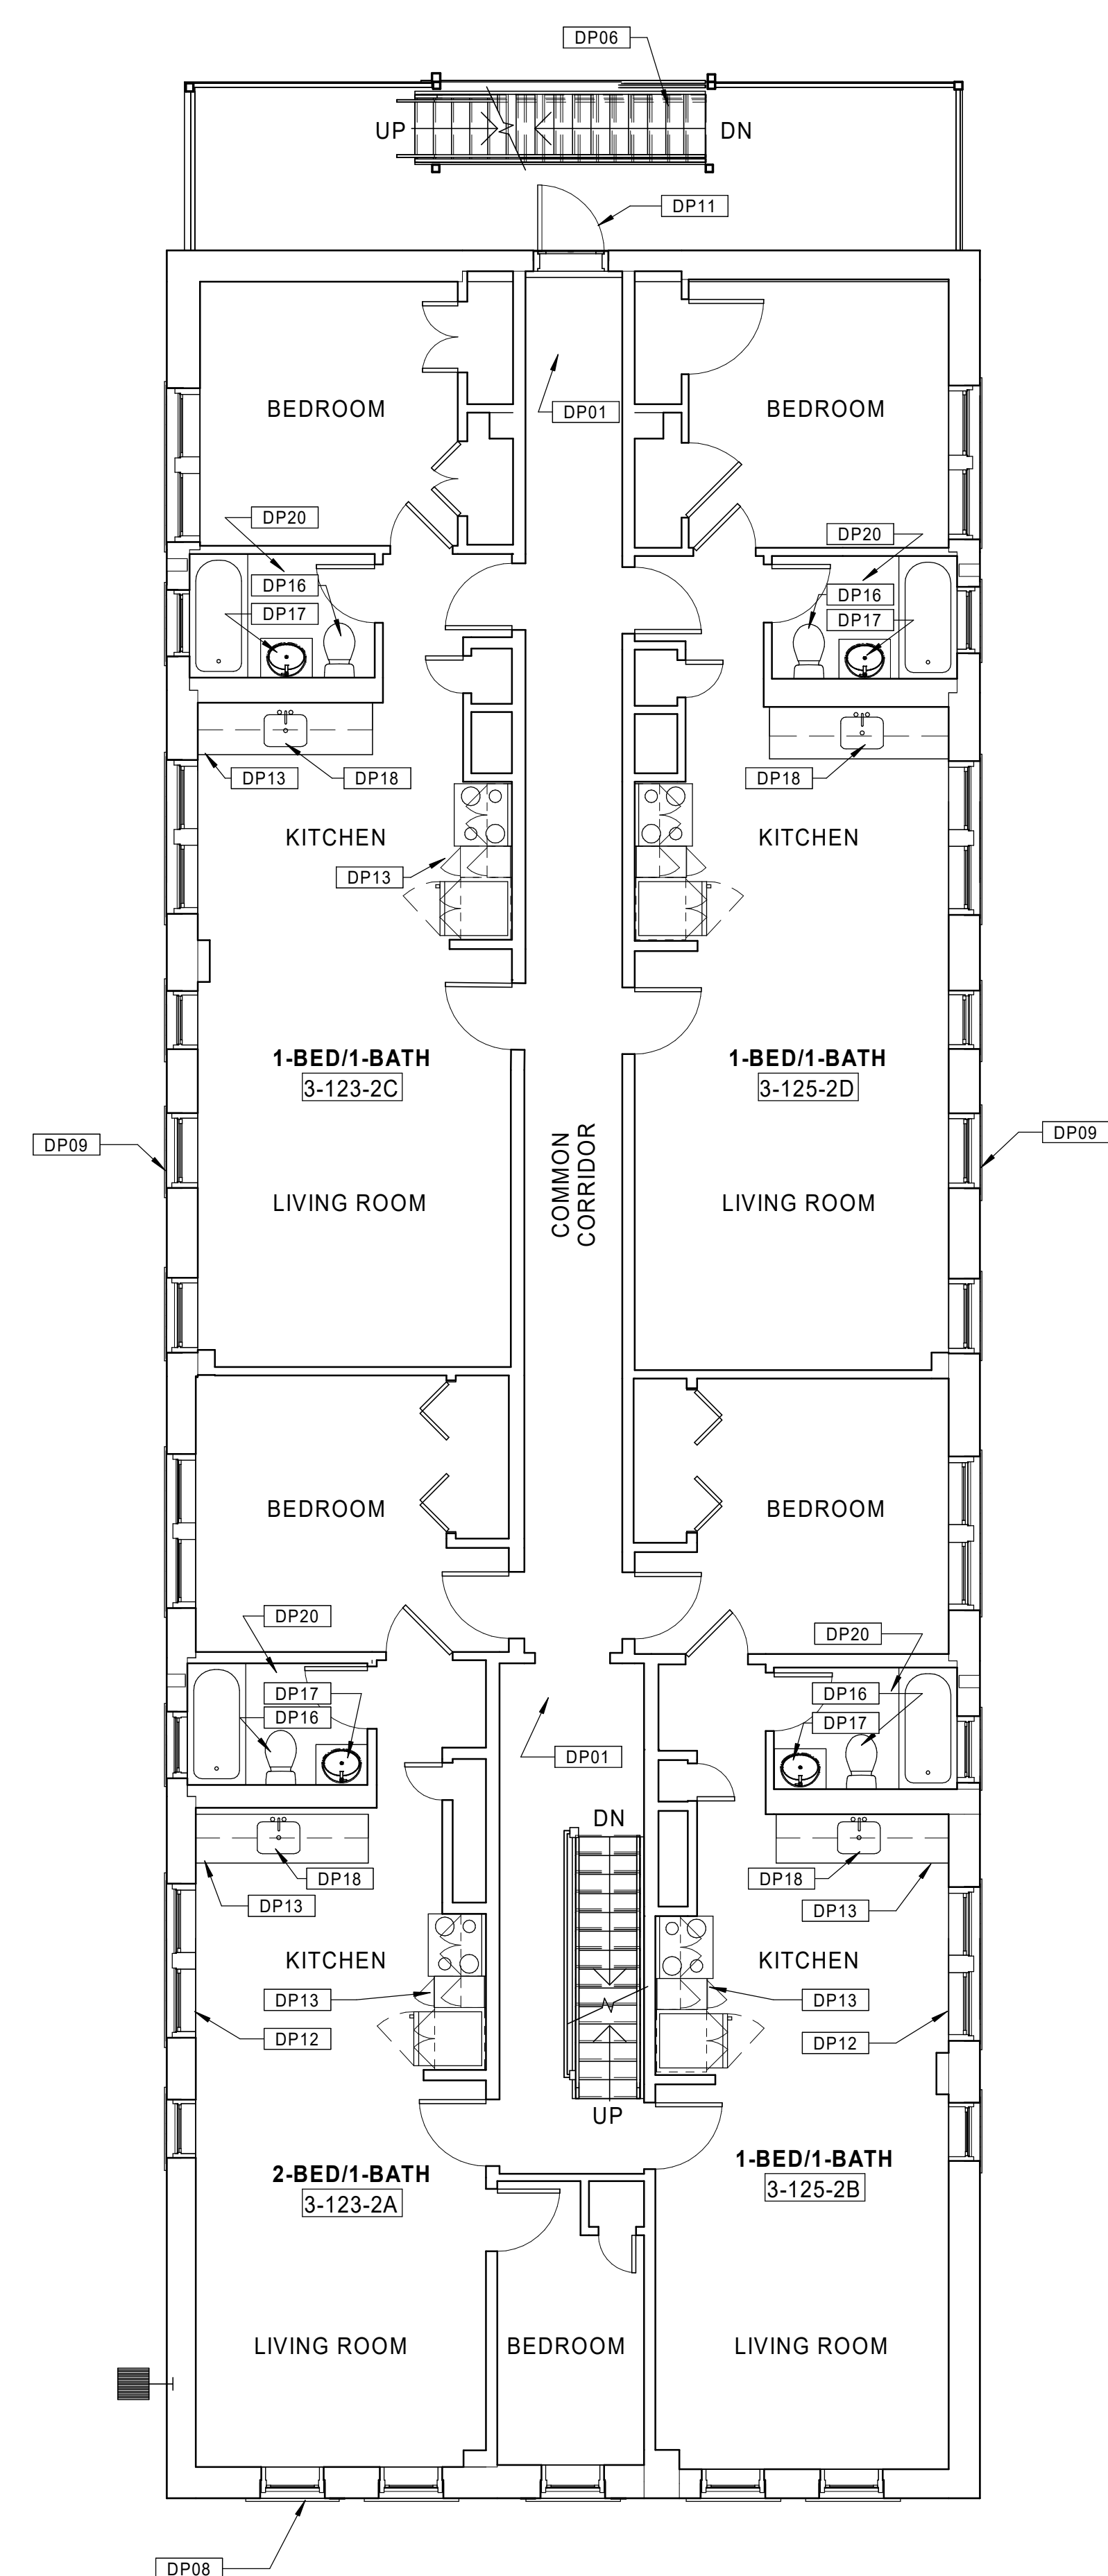 DP06
UP
DN
DP11
BEDROOM
BEDROOM
DP01
DP20
DP20
DP16
DP16
DP17
DP17
DP13
DP18
DP18
KITCHEN
KITCHEN
DP13
1-BED/1-BATH
3-123-2C
1-BED/1-BATH
3-125-2D
DP09
COMMON
CORRIDOR
DP09
LIVING ROOM
LIVING ROOM
BEDROOM
BEDROOM
DP20
DP20
DP17
DP16
DP16
DP17
DP01
DN
DP18
DP18
DP13
DP13
KITCHEN
KITCHEN
DP13
DP13
DP12
DP12
UP
2-BED/1-BATH
3-123-2A
1-BED/1-BATH
3-125-2B
LIVING ROOM
BEDROOM
LIVING ROOM
DP08